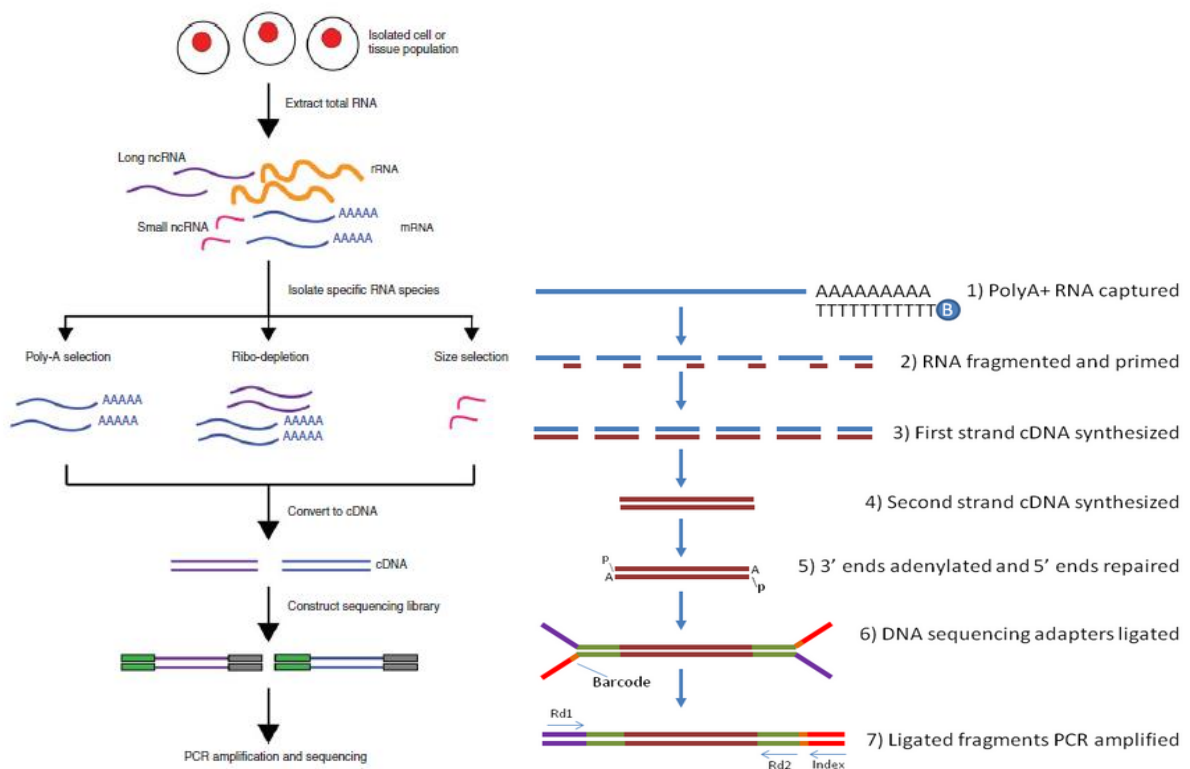 Isolated cell or
tissue population
Extract total RNA
Long ncRNA
rRNA
Small ncRNA
AAAAA
mRNA
AAAAA
Isolate specific RNA species
Poly-A selection
Ribo-depletion
Size selection
AAAAA
AAAAA
AAAAA
AAAAA
Convert to cDNA
cDNA
Construct sequencing library
PCR amplification and sequencing
AAAAAAAAA
TTTTTTTTTTT
B
1) PolyA+ RNA captured
2) RNA fragmented and primed
3) First strand cDNA synthesized
4) Second strand cDNA synthesized
p
A
A
p
5) 3’ ends adenylated and 5’ ends repaired
6) DNA sequencing adapters ligated
Barcode
Rd1
7) Ligated fragments PCR amplified
Rd2
Index